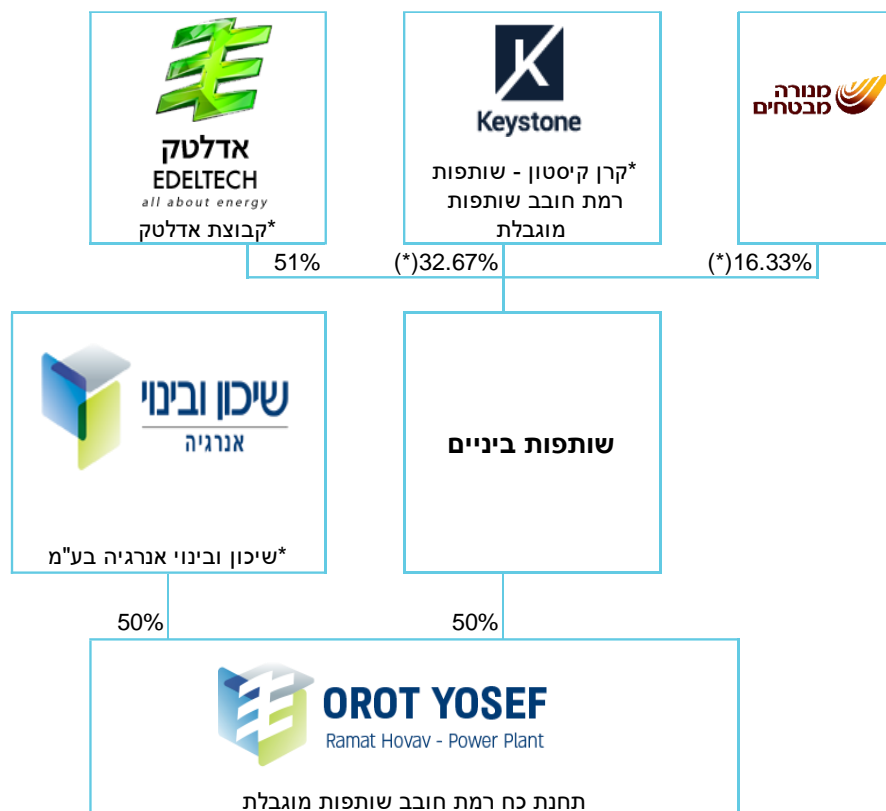 אדלטק
EDELTECH
all about energy
*קבוצת אדלטק
Keystone
*קרן קיסטון - שותפות
רמת חובב שותפות
מוגבלת
מנורה
מבטחים
51%
(*)32.67%
(*)16.33%
שיכון ובינוי
אנרגיה
*שיכון ובינוי אנרגיה בע"מ
שותפות ביניים
50%
50%
OROT YOSEF
Ramat Hovav - Power Plant
תחנת כח רמת חובב שותפות מוגבלת